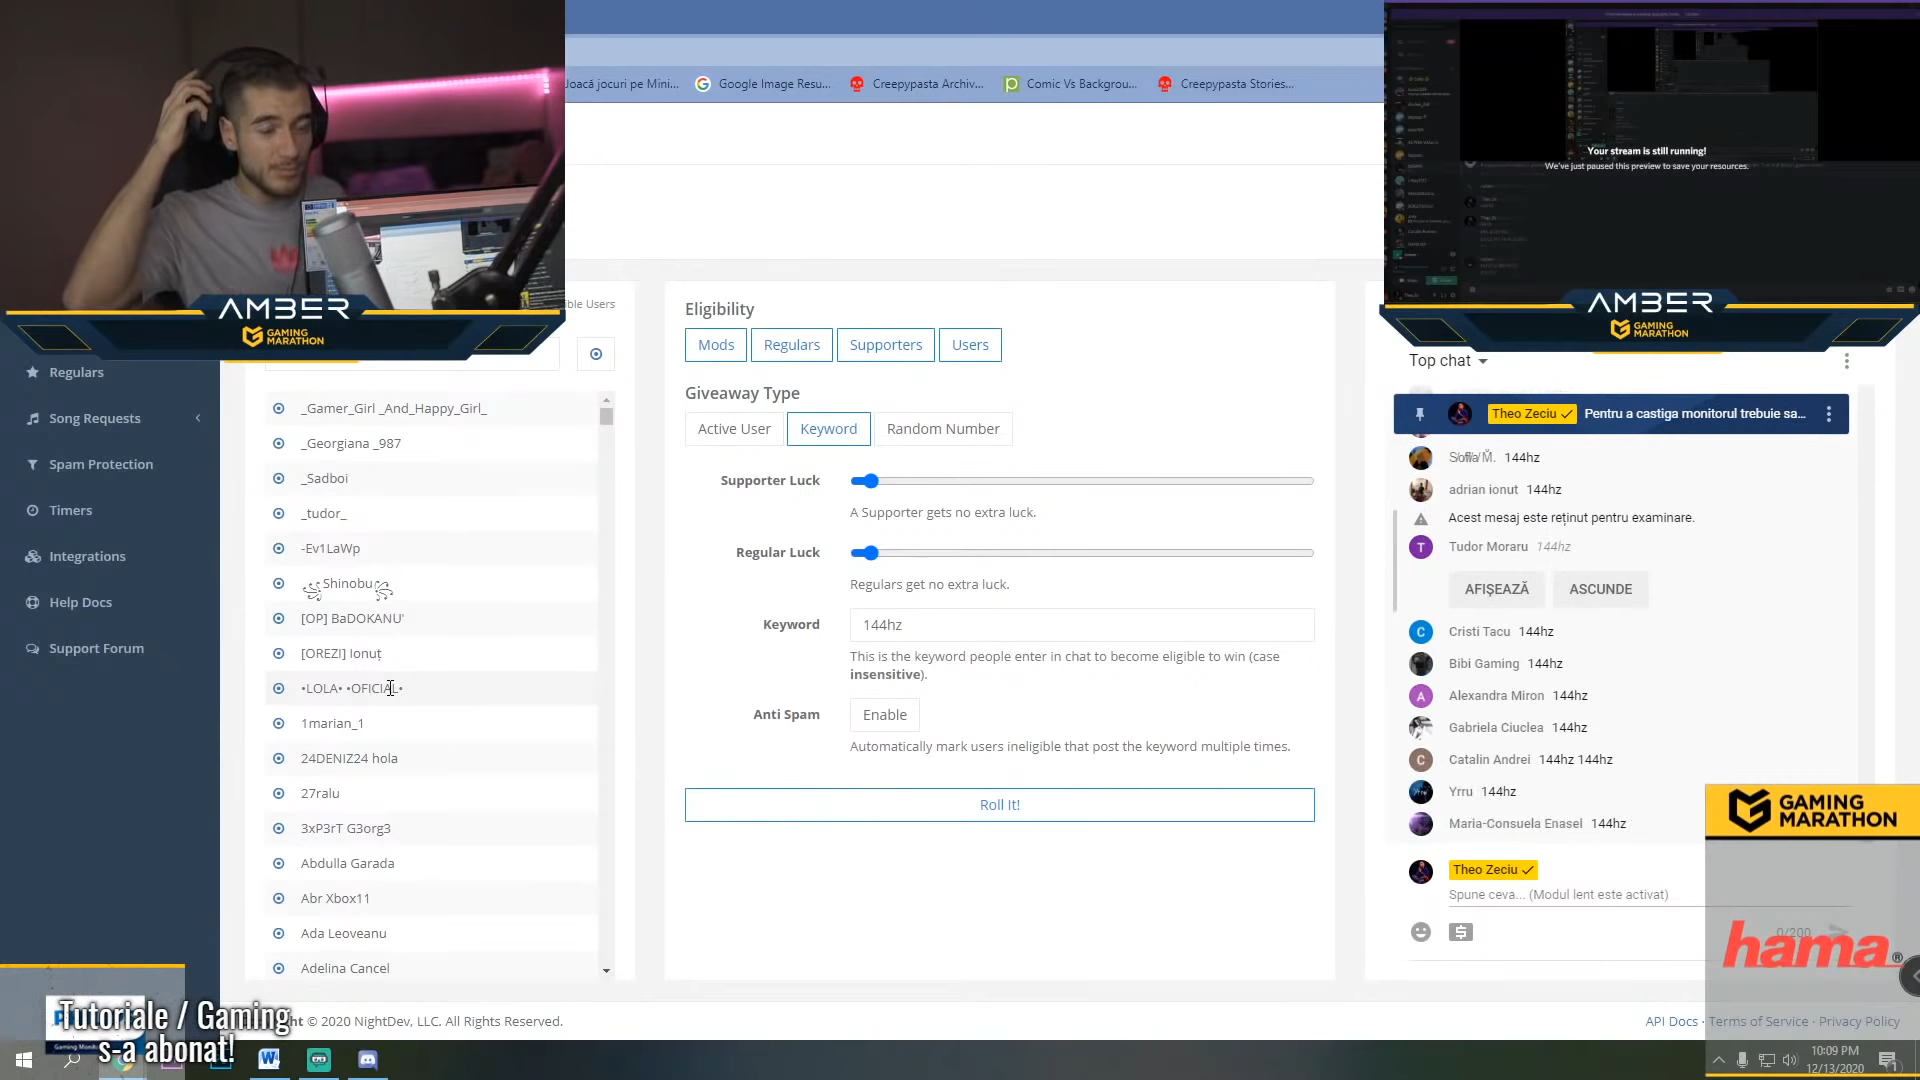 Joacă jocuri pe Mini...
Google Image Resu...
Creepypasta Archiv...
Comic Vs Backgrou...
Creepypasta Stories...
Your stream is still running!
We've just paused this preview to save your resources.
AMBER
GAMING
MARATHON
AMBER
GAMING
MARATHON
Regulars
Song Requests
Spam Protection
Timers
Integrations
Help Docs
Support Forum
ible Users
_Gamer_Girl _And_Happy_Girl_
_Georgiana _987
_Sadboi
_tudor_
-Ev1LaWp
꧁Shinobu꧂
[OP] BaDOKANU'
[OREZI] Ionuț
•LOLA• •OFICIAL•
1marian_1
24DENIZ24 hola
27ralu
3xP3rT G3org3
Abdulla Garada
Abr Xbox11
Ada Leoveanu
Adelina Cancel
Eligibility
Mods
Regulars
Supporters
Users
Giveaway Type
Active User
Keyword
Random Number
Supporter Luck
A Supporter gets no extra luck.
Regular Luck
Regulars get no extra luck.
Keyword
144hz
This is the keyword people enter in chat to become eligible to win (case
insensitive).
Anti Spam
Enable
Automatically mark users ineligible that post the keyword multiple times.
Roll It!
Top chat
Theo Zeciu Pentru a castiga monitorul trebuie sa...
144hz
adrian ionut 144hz
Acest mesaj este reținut pentru examinare.
T Tudor Moraru 144hz
AFIȘEAZĂ ASCUNDE
C Cristi Tacu 144hz
Bibi Gaming 144hz
A Alexandra Miron 144hz
Gabriela Ciuclea 144hz
C Catalin Andrei 144hz 144hz
Yrru 144hz
Maria-Consuela Enasel 144hz
Theo Zeciu
Spune ceva... (Modul lent este activat)
0/200
GAMING
MARATHON
hama®
Tutoriale / Gaming
s-a abonat!
© 2020 NightDev, LLC. All Rights Reserved.
API Docs · Terms of Service · Privacy Policy
10:09 PM
12/13/2020